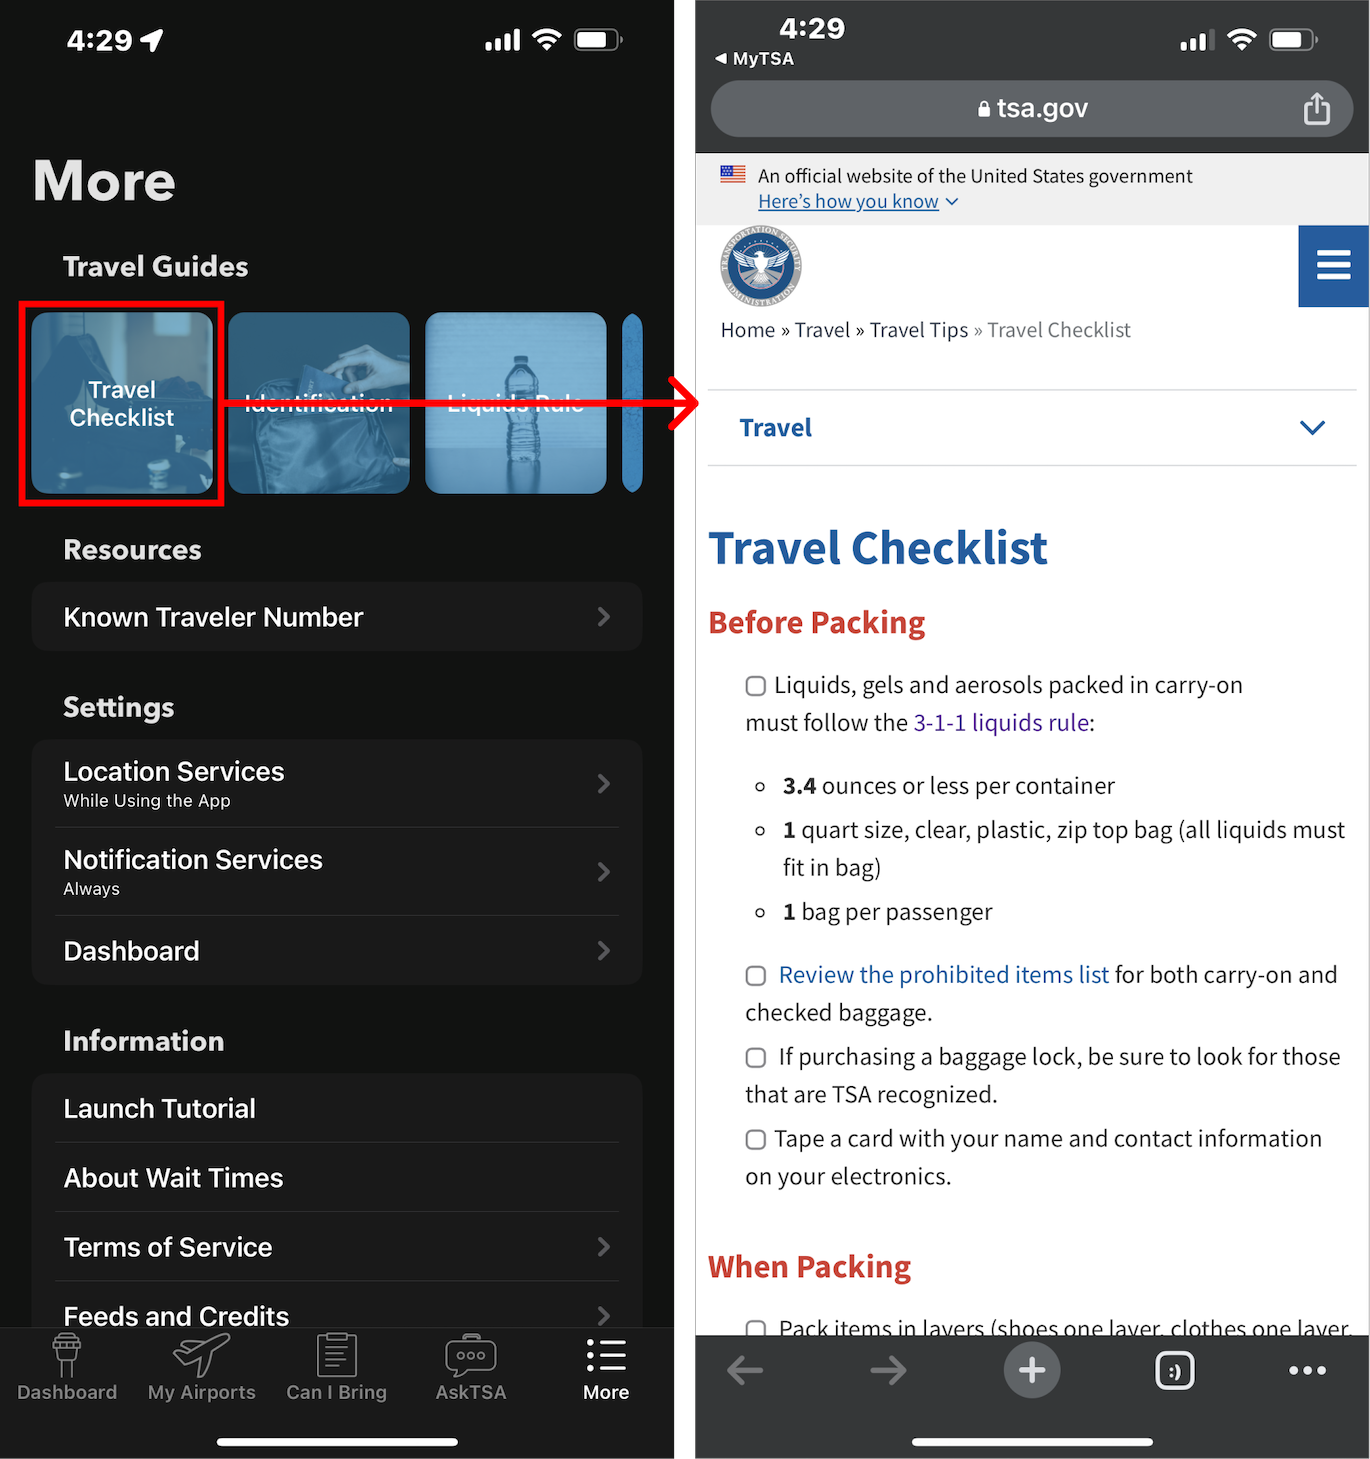 4:29
More
Travel Guides
Travel
Checklist
Identification
Liquids Rule
Resources
Known Traveler Number
Settings
Location Services
While Using the App
Notification Services
Always
Dashboard
Information
Launch Tutorial
About Wait Times
Terms of Service
Feeds and Credits
Dashboard
My Airports
Can I Bring
AskTSA
More
4:29
MyTSA
tsa.gov
An official website of the United States government
Here’s how you know
TRANSPORTATION SECURITY
ADMINISTRATION
Home » Travel » Travel Tips » Travel Checklist
Travel
Travel Checklist
Before Packing
Liquids, gels and aerosols packed in carry-on
must follow the 3-1-1 liquids rule:
3.4 ounces or less per container
1 quart size, clear, plastic, zip top bag (all liquids must
fit in bag)
1 bag per passenger
Review the prohibited items list for both carry-on and
checked baggage.
If purchasing a baggage lock, be sure to look for those
that are TSA recognized.
Tape a card with your name and contact information
on your electronics.
When Packing
Pack items in layers (shoes one layer, clothes one layer,
:)